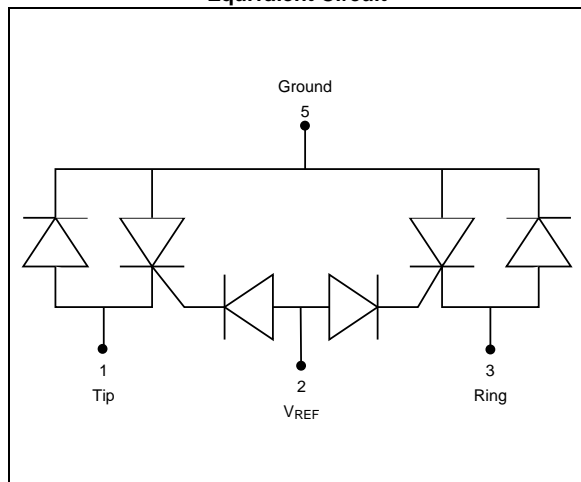 Equivalent Circuit
Ground
5
1
Tip
2
VREF
3
Ring